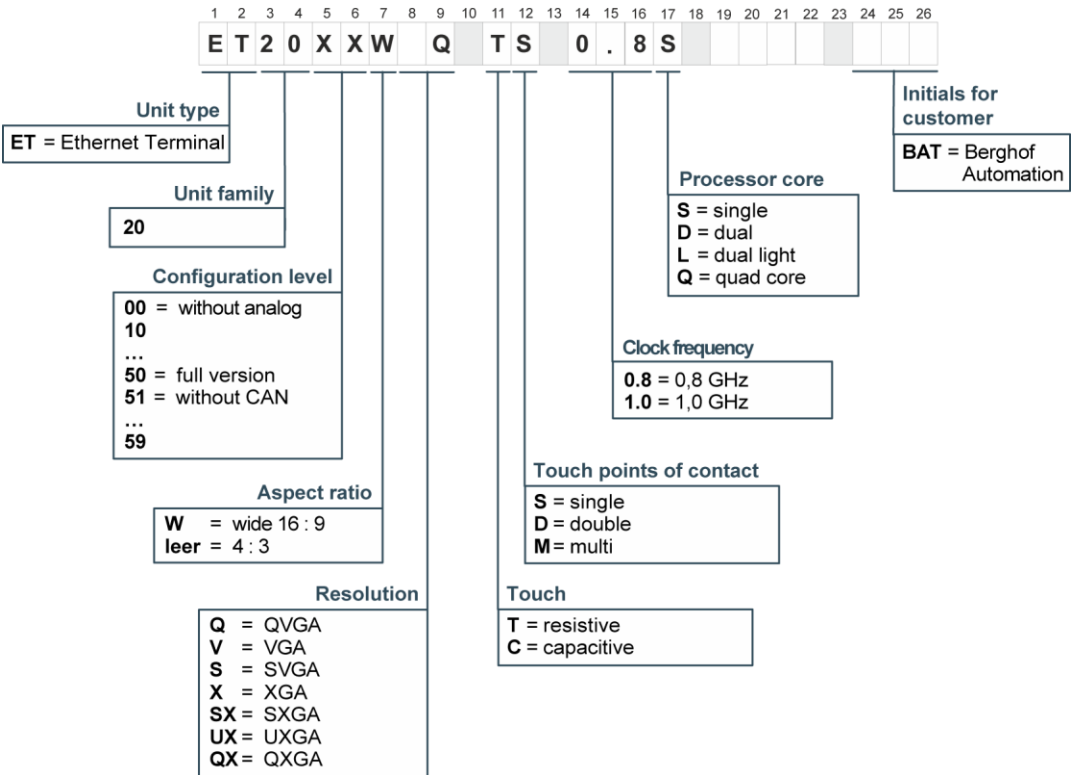 1 2 3 4 5 6 7 8 9 10 11 12 13 14 15 16 17 18 19 20 21 22 23 24 25 26
E T 2 0 X X W Q T S 0 . 8 S
Unit type
ET = Ethernet Terminal
Unit family
20
Configuration level
00 = without analog
10
...
50 = full version
51 = without CAN
...
59
Aspect ratio
W = wide 16 : 9
leer = 4 : 3
Resolution
Q = QVGA
V = VGA
S = SVGA
X = XGA
SX = SXGA
UX = UXGA
QX = QXGA
Touch
T = resistive
C = capacitive
Touch points of contact
S = single
D = double
M = multi
Clock frequency
0.8 = 0,8 GHz
1.0 = 1,0 GHz
Processor core
S = single
D = dual
L = dual light
Q = quad core
Initials for
customer
BAT = Berghof
Automation